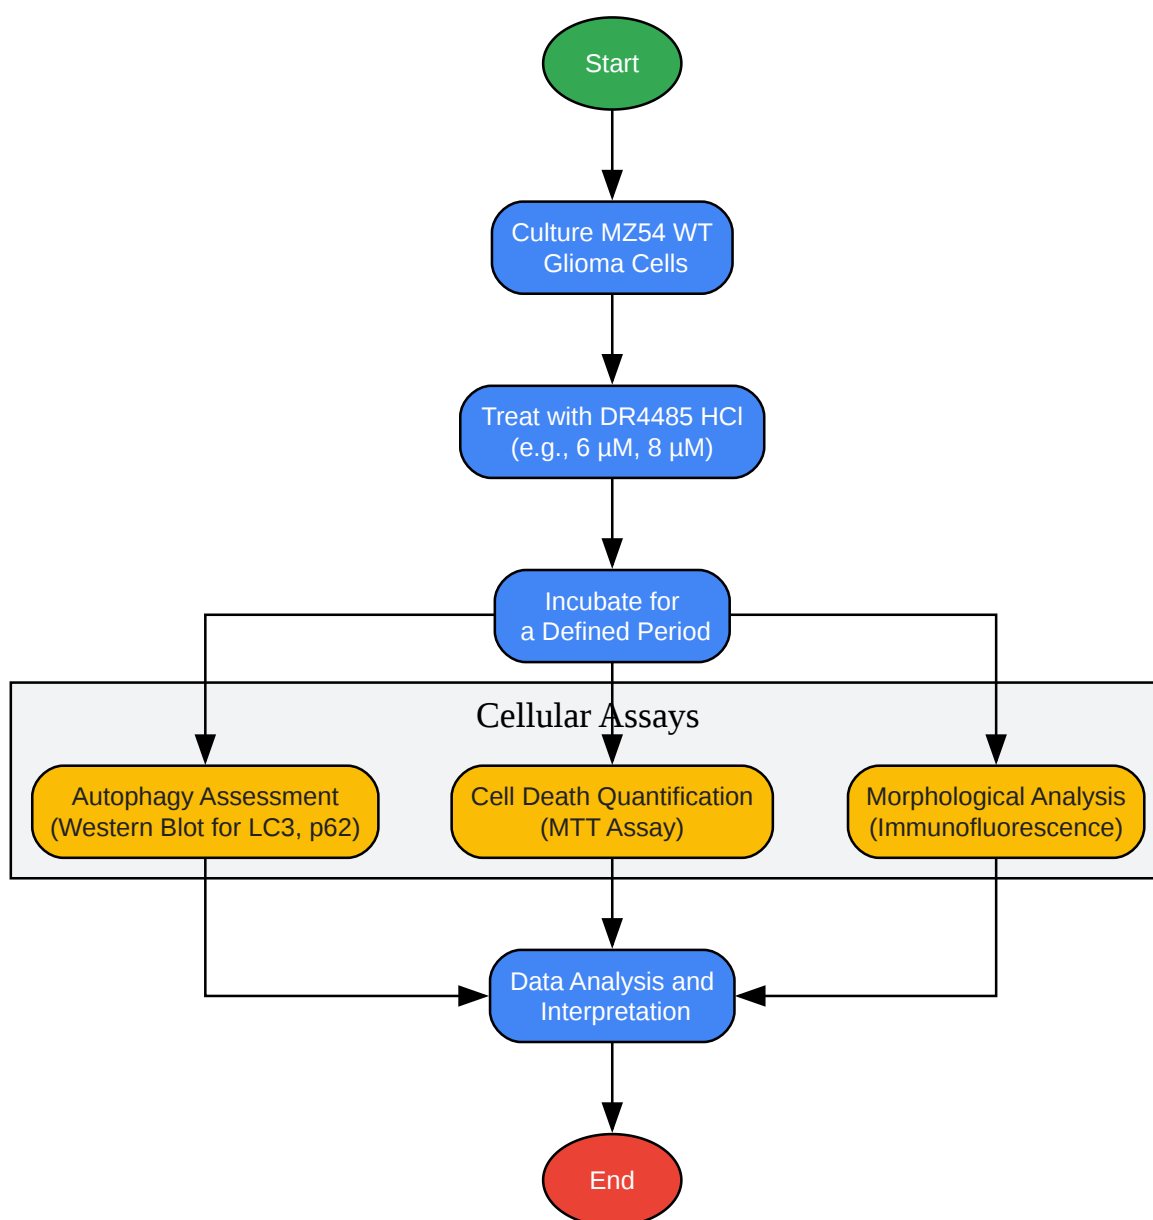 Start
Culture MZ54 WT
Glioma Cells
Treat with DR4485 HCl
(e.g., 6 µM, 8 µM)
Incubate for
a Defined Period
Cellular Assays
Autophagy Assessment
(Western Blot for LC3, p62)
Cell Death Quantification
(MTT Assay)
Morphological Analysis
(Immunofluorescence)
Data Analysis and
Interpretation
End